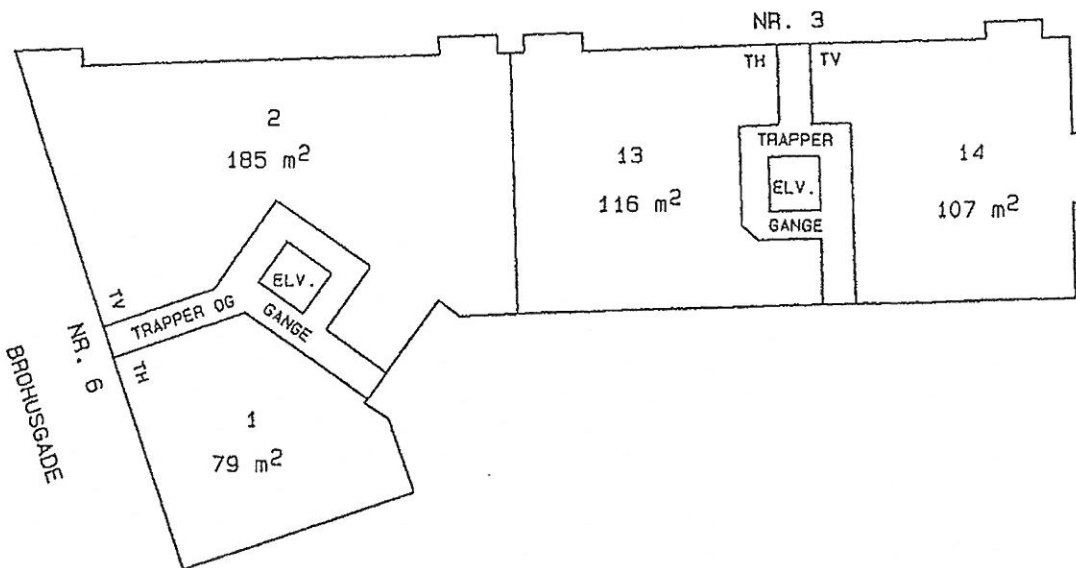 NR. 3
TH TV
2
185 m²
TRAPPER
ELV.
GANGE
13
116 m²
14
107 m²
ELV.
GANGE
TV
TRAPPER OG
TH
NR. 6
BROHUSGADE
1
79 m²